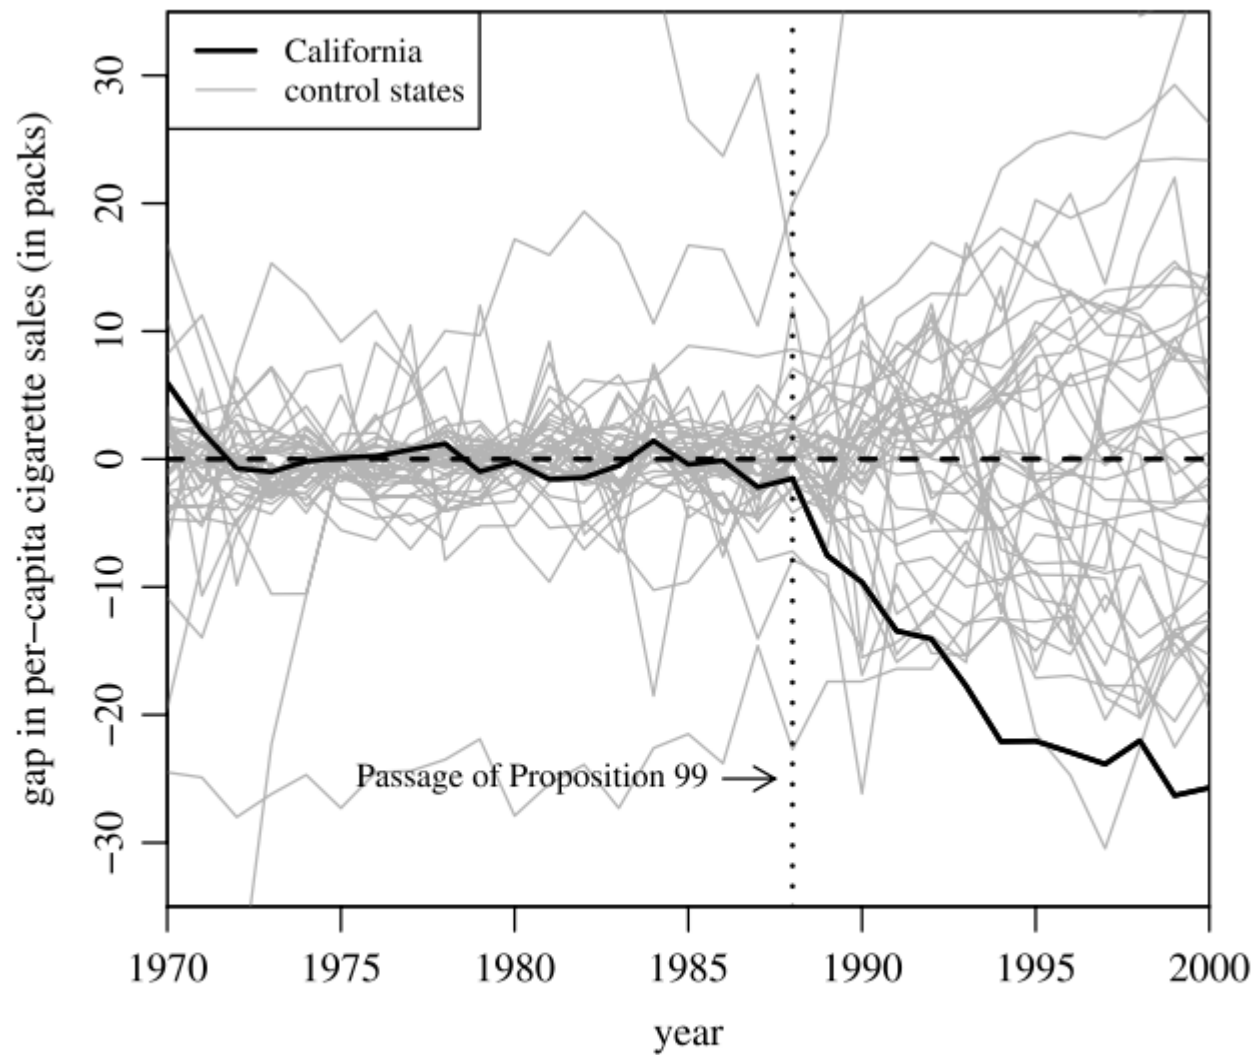 California
control states
gap in per−capita cigarette sales (in packs)
30
20
10
0
−10
−20
−30
Passage of Proposition 99
1970 1975 1980 1985 1990 1995 2000
year